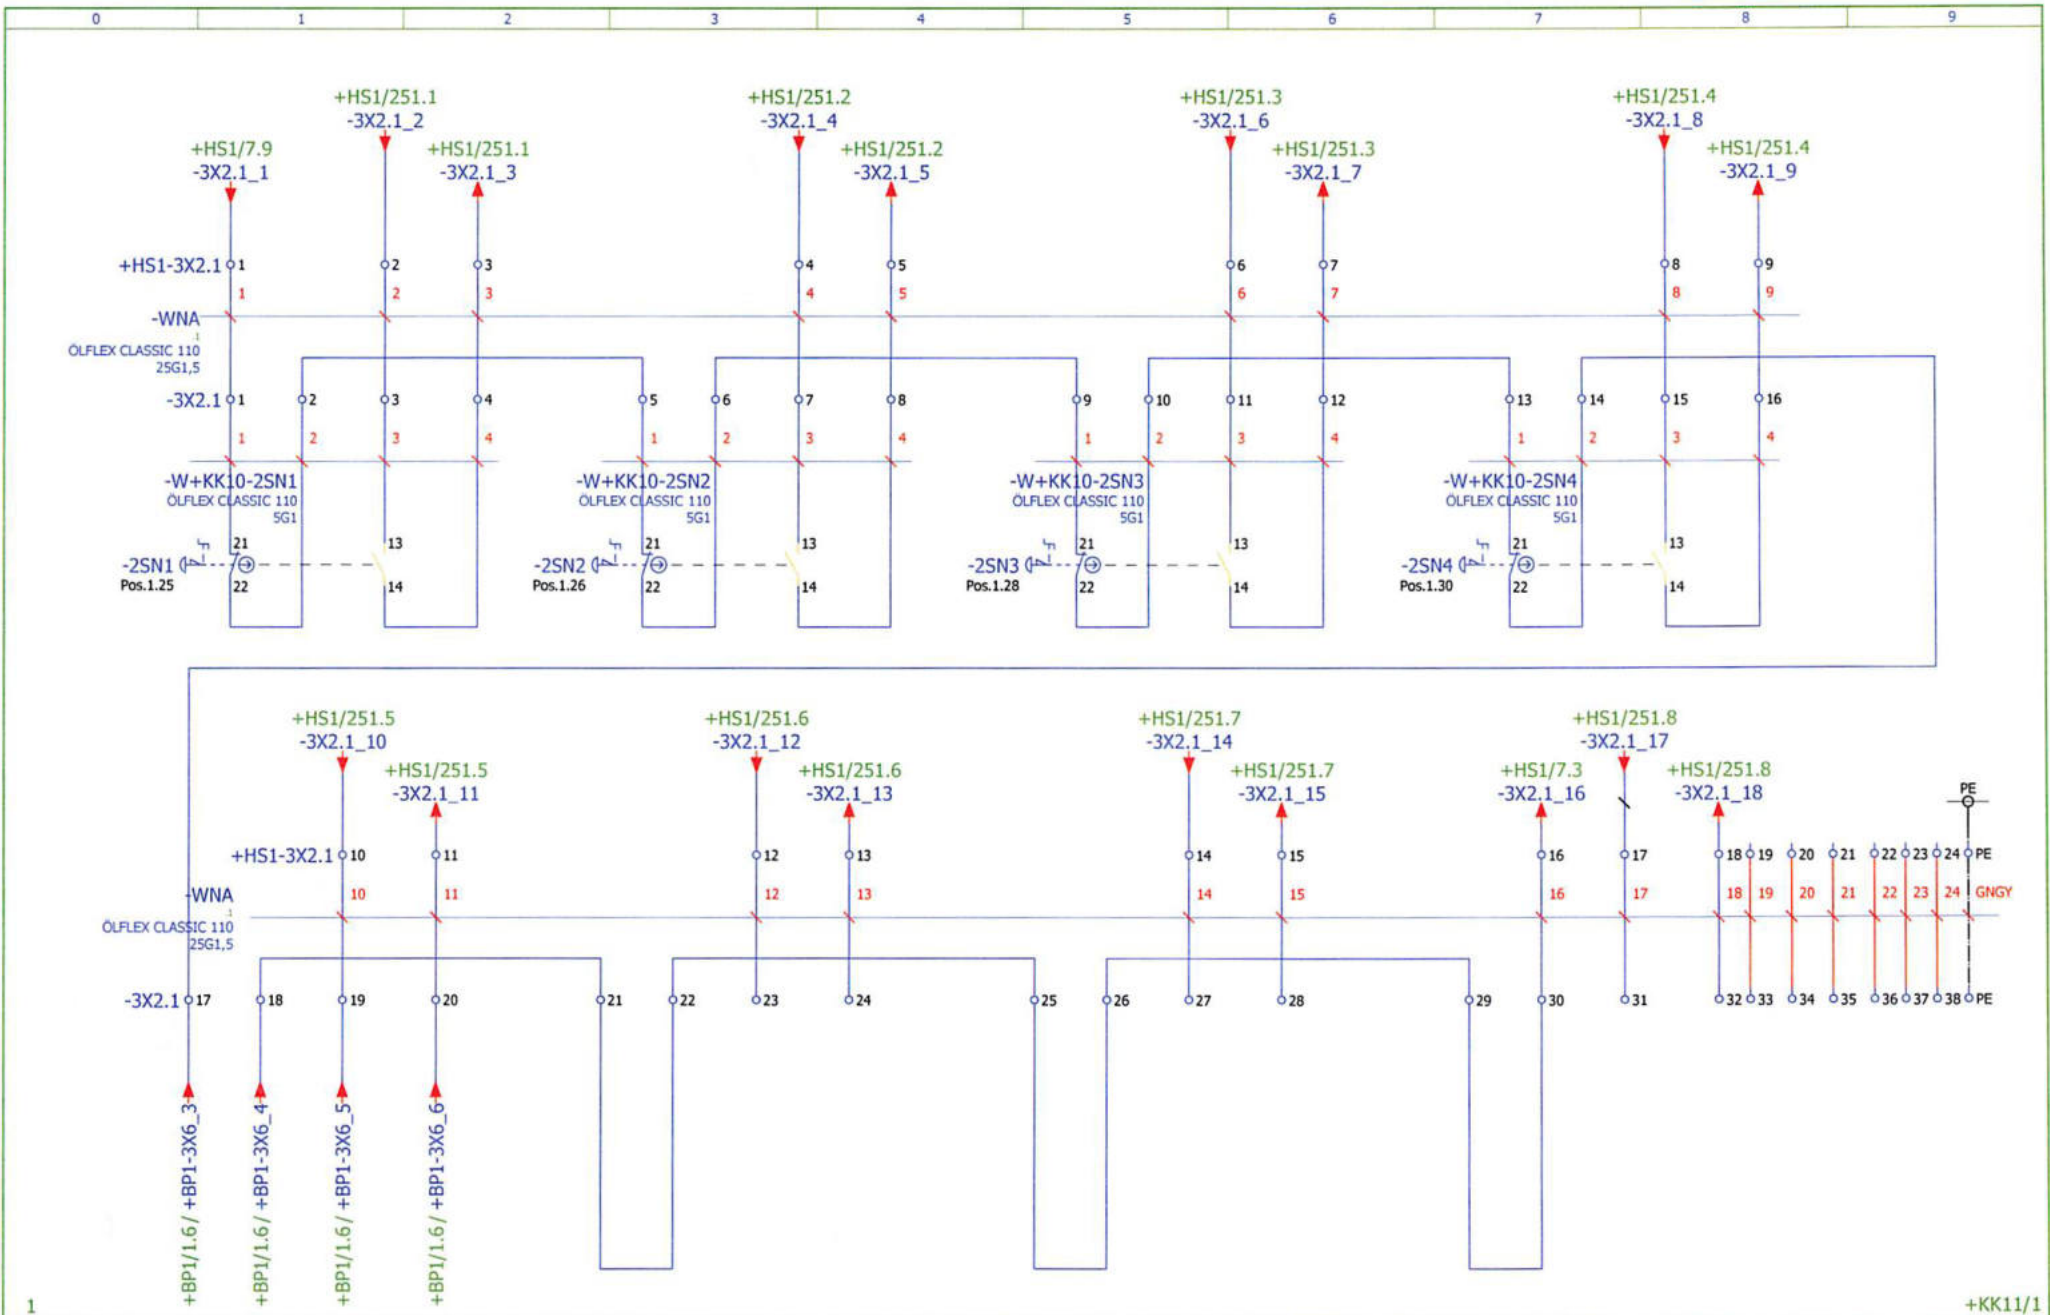 0 1 2 3 4 5 6 7 8 9
+HS1/251.1 +HS1/251.2 +HS1/251.3 +HS1/251.4
-3X2.1_2 -3X2.1_4 -3X2.1_6 -3X2.1_8
+HS1/7.9 +HS1/251.1 +HS1/251.2 +HS1/251.3 +HS1/251.4
-3X2.1_1 -3X2.1_3 -3X2.1_5 -3X2.1_7 -3X2.1_9
+HS1-3X2.1 1 2 3 4 5 6 7 8 9
1 2 3 4 5 6 7 8 9
-WNA
.1
ÖLFLEX CLASSIC 110
25G1,5
-3X2.1 1 2 3 4 5 6 7 8 9 10 11 12 13 14 15 16
1 2 3 4 1 2 3 4 1 2 3 4 1 2 3 4
-W+KK10-2SN1 -W+KK10-2SN2 -W+KK10-2SN3 -W+KK10-2SN4
ÖLFLEX CLASSIC 110 ÖLFLEX CLASSIC 110 ÖLFLEX CLASSIC 110 ÖLFLEX CLASSIC 110
5G1 5G1 5G1 5G1
21 13 21 13 21 13 21 13
-2SN1 -2SN2 -2SN3 -2SN4
Pos.1.25 22 14 Pos.1.26 22 14 Pos.1.28 22 14 Pos.1.30 22 14
+HS1/251.5 +HS1/251.6 +HS1/251.7 +HS1/251.8
-3X2.1_10 -3X2.1_12 -3X2.1_14 -3X2.1_17
+HS1/251.5 +HS1/251.6 +HS1/251.7 +HS1/7.3 +HS1/251.8
-3X2.1_11 -3X2.1_13 -3X2.1_15 -3X2.1_16 -3X2.1_18 PE
+HS1-3X2.1 10 11 12 13 14 15 16 17 18 19 20 21 22 23 24 PE
-WNA 10 11 12 13 14 15 16 17 18 19 20 21 22 23 24 GNGY
.1
ÖLFLEX CLASSIC 110
25G1,5
-3X2.1 17 18 19 20 21 22 23 24 25 26 27 28 29 30 31 32 33 34 35 36 37 38 PE
+BP1/1.6/ +BP1-3X6_3
+BP1/1.6/ +BP1-3X6_4
+BP1/1.6/ +BP1-3X6_5
+BP1/1.6/ +BP1-3X6_6
1 +KK11/1